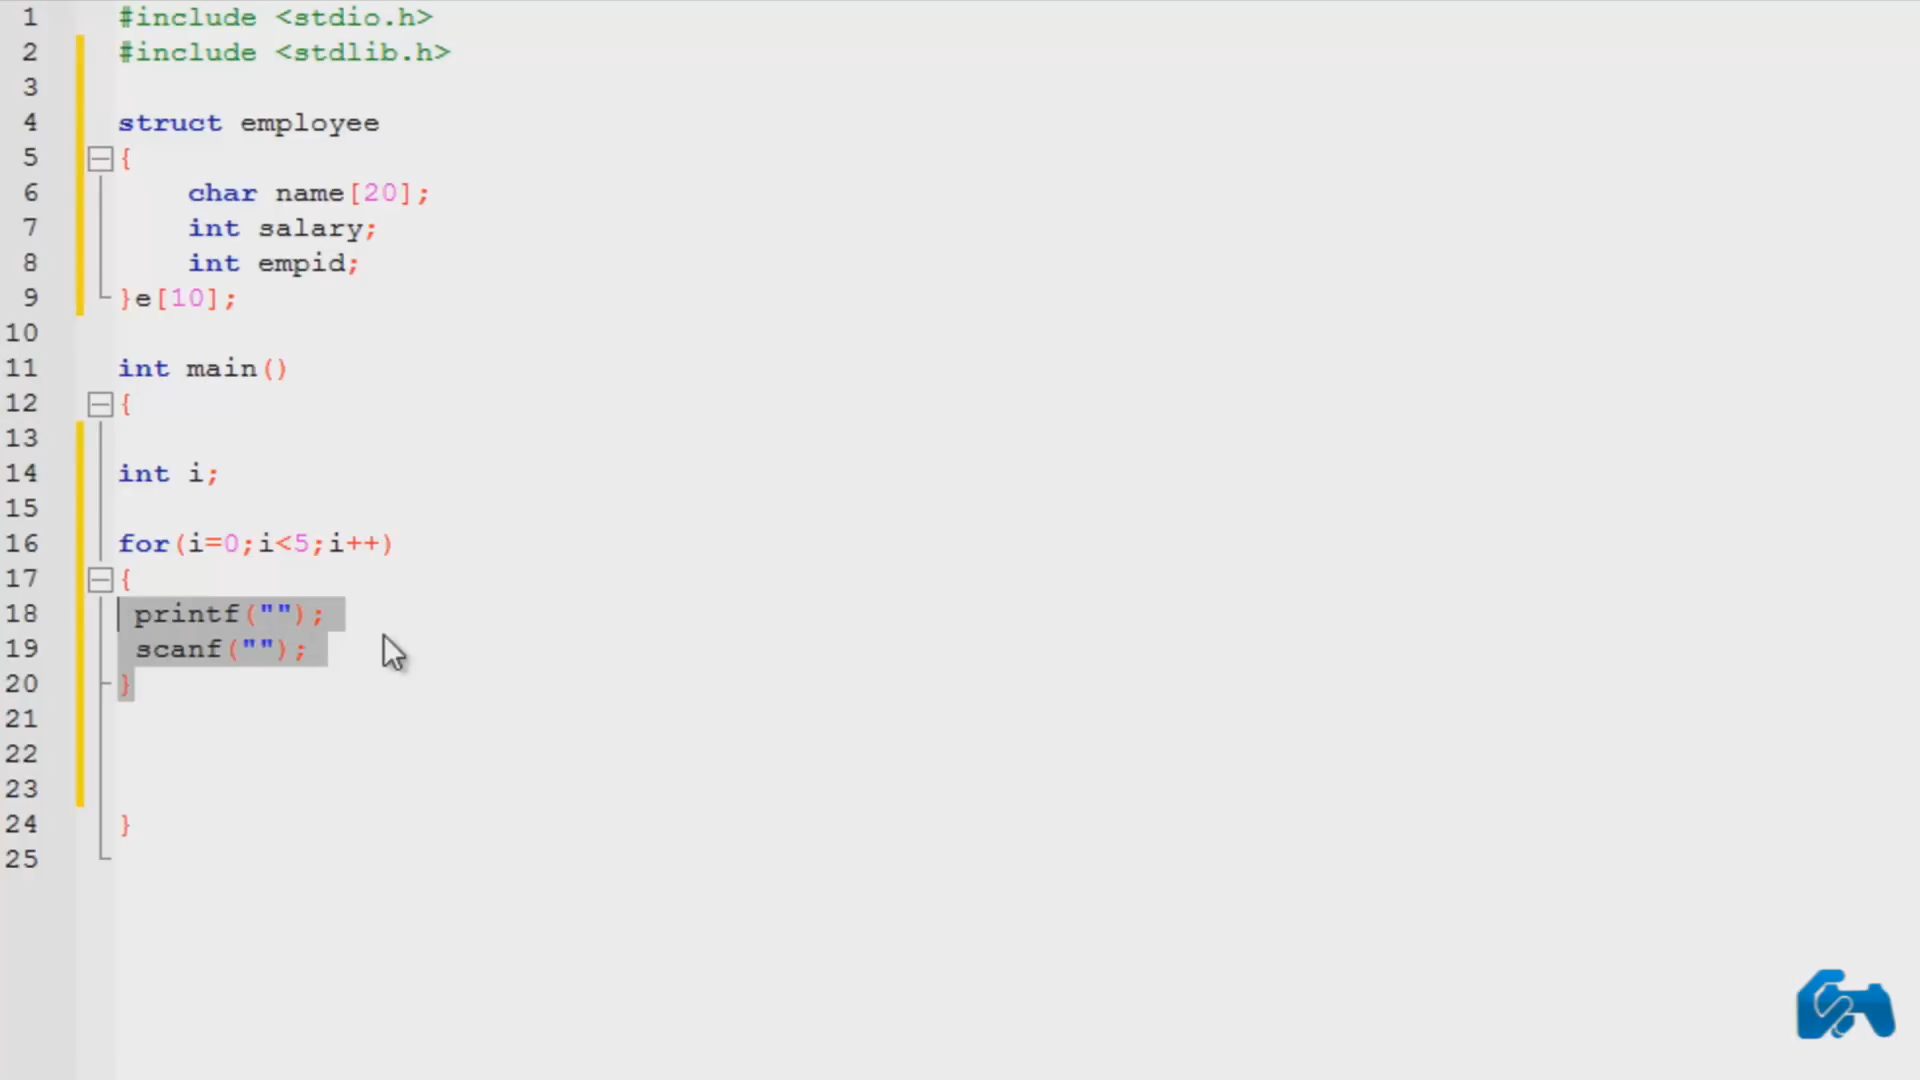 1 #include <stdio.h>
2 #include <stdlib.h>
3
4 struct employee
5 {
6 char name[20];
7 int salary;
8 int empid;
9 }e[10];
10
11 int main()
12 {
13
14 int i;
15
16 for(i=0;i<5;i++)
17 {
18 printf("");
19 scanf("");
20 }
21
22
23
24 }
25